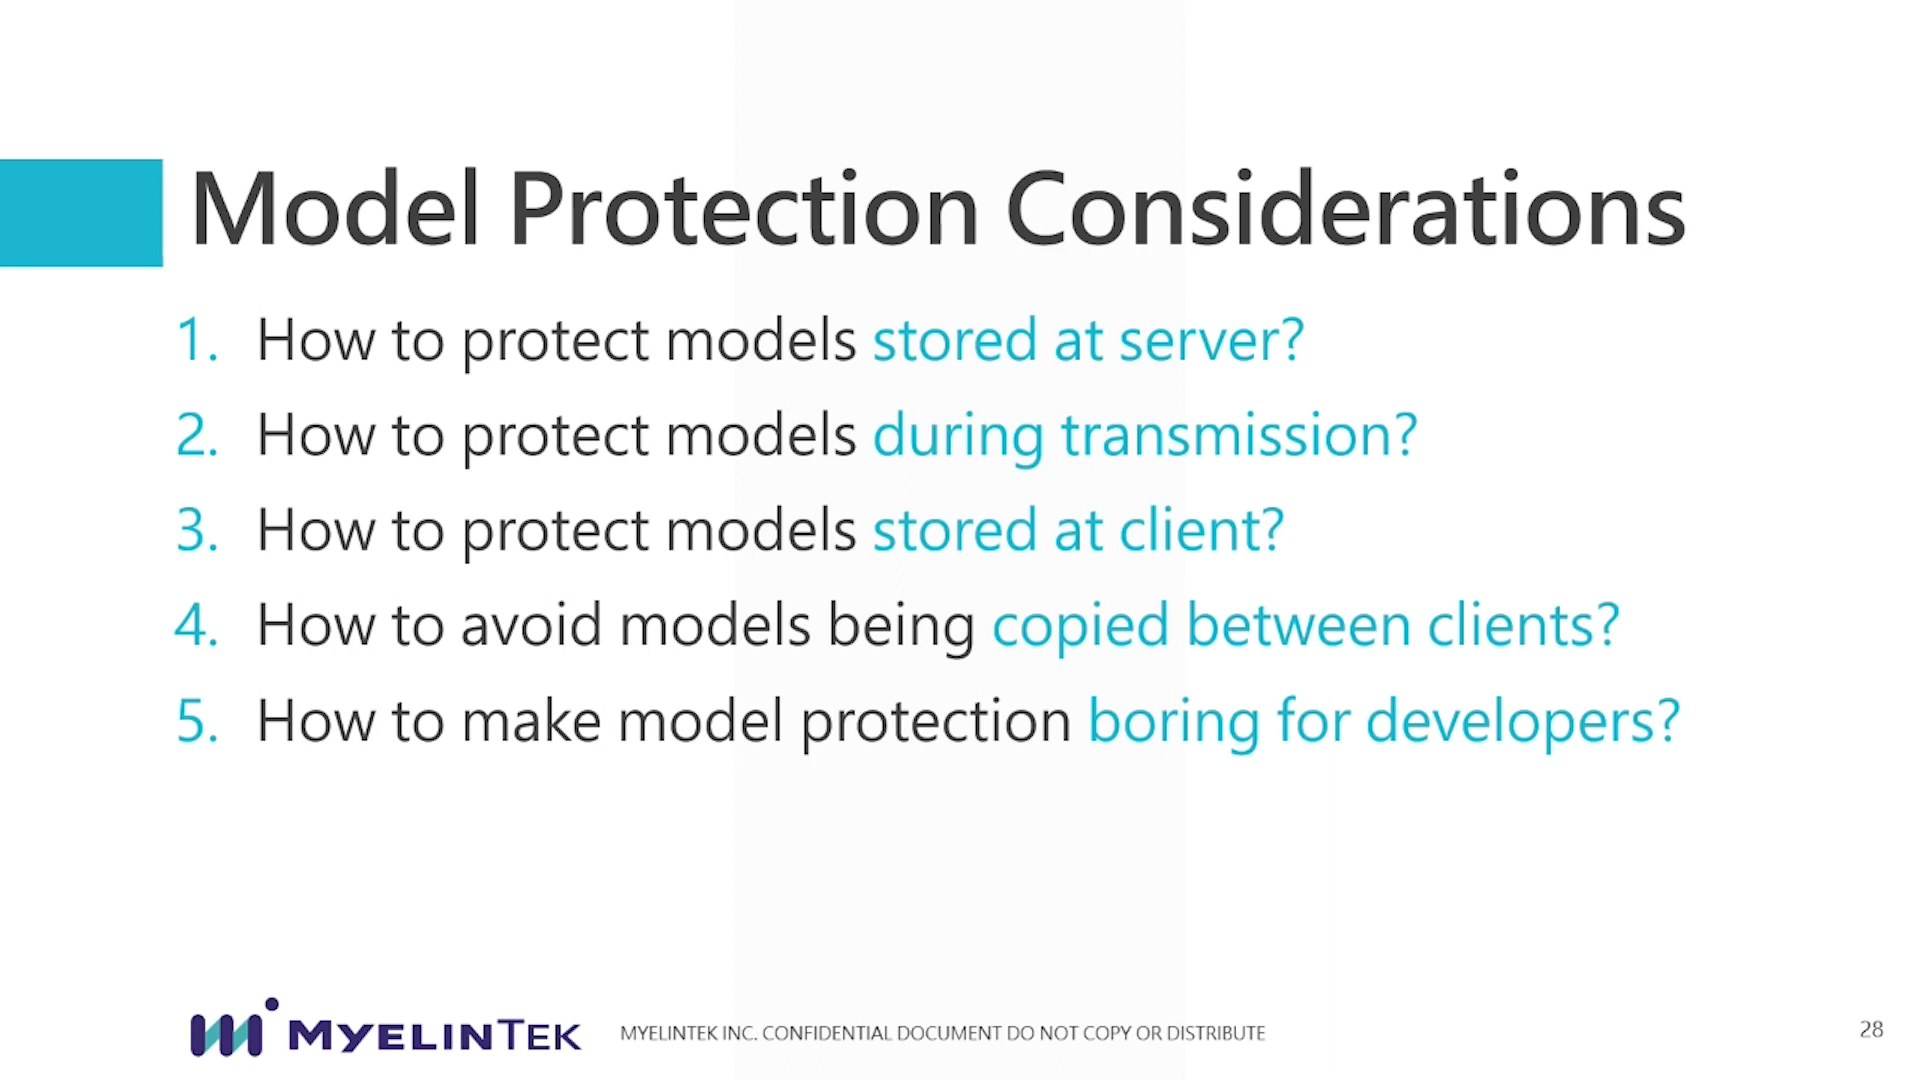 Model Protection Considerations
1. How to protect models stored at server?
2. How to protect models during transmission?
3. How to protect models stored at client?
4. How to avoid models being copied between clients?
5. How to make model protection boring for developers?
MYELINTEK MYELINTEK INC. CONFIDENTIAL DOCUMENT DO NOT COPY OR DISTRIBUTE 28